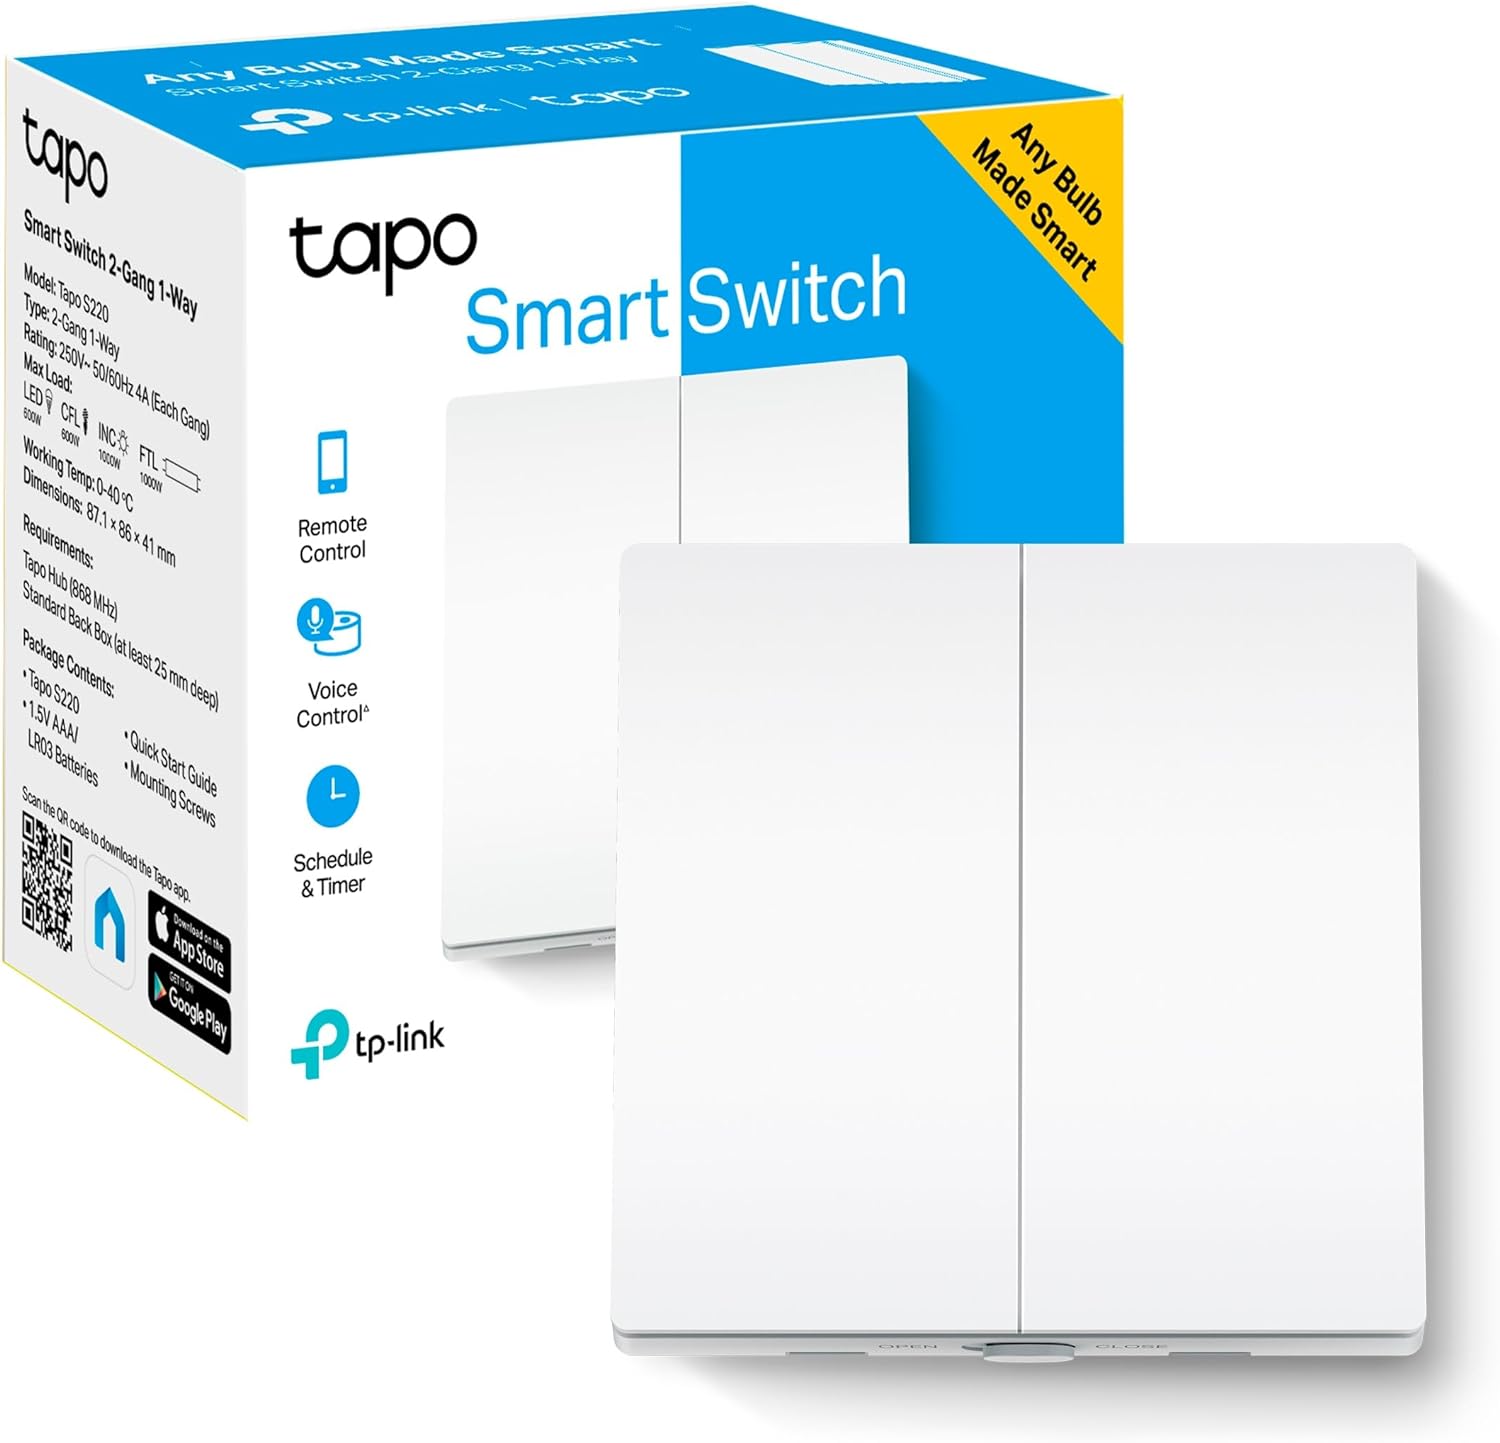 Any Bulb Made Smart
Smart Switch 2-Gang 1-Way
tp-link | tapo
tapo
Smart Switch 2-Gang 1-Way
Model: Tapo S220
Type: 2-Gang 1-Way
Rating: 250V~ 50/60Hz 4A (Each Gang)
Max Load:
LED CFL INC FTL
600W 600W 1000W 1000W
Working Temp: 0-40 °C
Dimensions: 87.1 × 86 × 41 mm
Requirements:
Tapo Hub (868 MHz)
Standard Back Box (at least 25 mm deep)
Package Contents:
• Tapo S220
• 1.5V AAA/
LR03 Batteries
• Quick Start Guide
• Mounting Screws
Scan the QR code to download the Tapo app.
Download on the
App Store
GET IT ON
Google Play
tapo
Smart Switch
Any Bulb
Made Smart
Remote
Control
Voice
Control△
Schedule
& Timer
tp-link
OPEN CLOSE